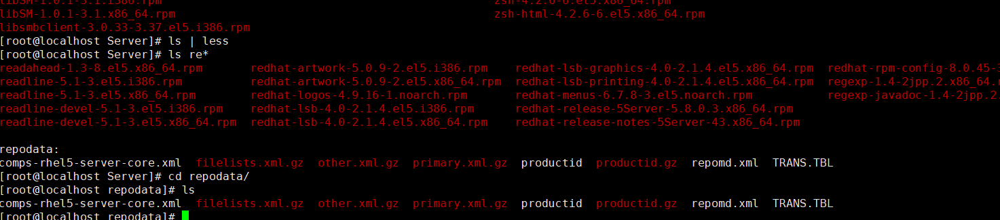 libSM-1.0.1-3.1.i386.rpm zsh-4.2.6-6.el5.x86_64.rpm
libSM-1.0.1-3.1.x86_64.rpm zsh-html-4.2.6-6.el5.x86_64.rpm
libsmbclient-3.0.33-3.37.el5.i386.rpm
[root@localhost Server]# ls | less
[root@localhost Server]# ls re*
readahead-1.3-8.el5.x86_64.rpm redhat-artwork-5.0.9-2.el5.i386.rpm redhat-lsb-graphics-4.0-2.1.4.el5.x86_64.rpm redhat-rpm-config-8.0.45-3
readline-5.1-3.el5.i386.rpm redhat-artwork-5.0.9-2.el5.x86_64.rpm redhat-lsb-printing-4.0-2.1.4.el5.x86_64.rpm regexp-1.4-2jpp.2.x86_64.r
readline-5.1-3.el5.x86_64.rpm redhat-logos-4.9.16-1.noarch.rpm redhat-menus-6.7.8-3.el5.noarch.rpm regexp-javadoc-1.4-2jpp.2.
readline-devel-5.1-3.el5.i386.rpm redhat-lsb-4.0-2.1.4.el5.i386.rpm redhat-release-5Server-5.8.0.3.x86_64.rpm
readline-devel-5.1-3.el5.x86_64.rpm redhat-lsb-4.0-2.1.4.el5.x86_64.rpm redhat-release-notes-5Server-43.x86_64.rpm
repodata:
comps-rhel5-server-core.xml filelists.xml.gz other.xml.gz primary.xml.gz productid productid.gz repomd.xml TRANS.TBL
[root@localhost Server]# cd repodata/
[root@localhost repodata]# ls
comps-rhel5-server-core.xml filelists.xml.gz other.xml.gz primary.xml.gz productid productid.gz repomd.xml TRANS.TBL
[root@localhost repodata]#